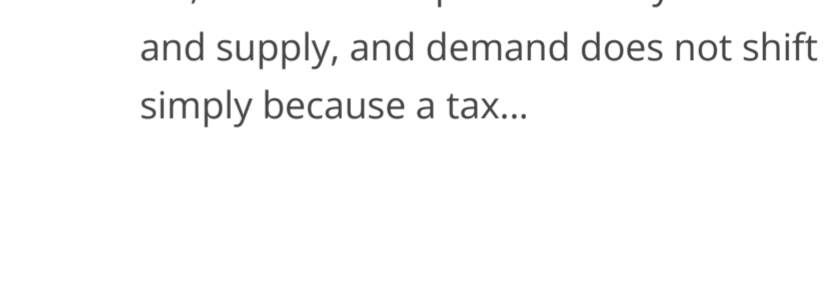 and supply, and demand does not shift
simply because a tax...